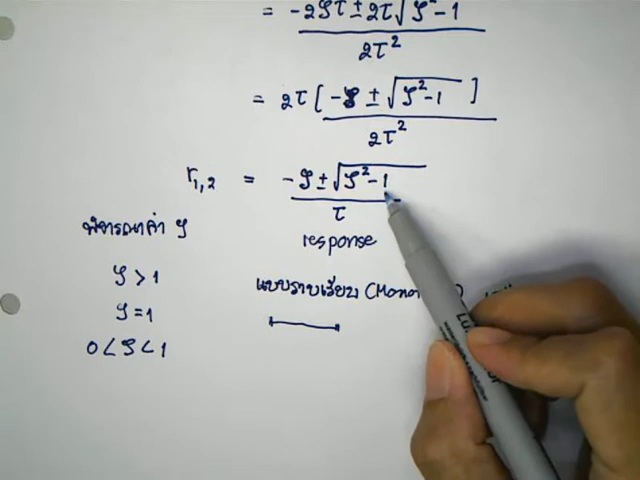 = -2ζτ ± 2τ√ζ²-1
2τ²
= 2τ [ -ζ ± √ζ²-1 ]
2τ²
r₁,₂ = -ζ ± √ζ²-1
τ
พิจารณาค่า ζ
response
ζ > 1
แบบราบเรียบ
ζ = 1
0 < ζ < 1